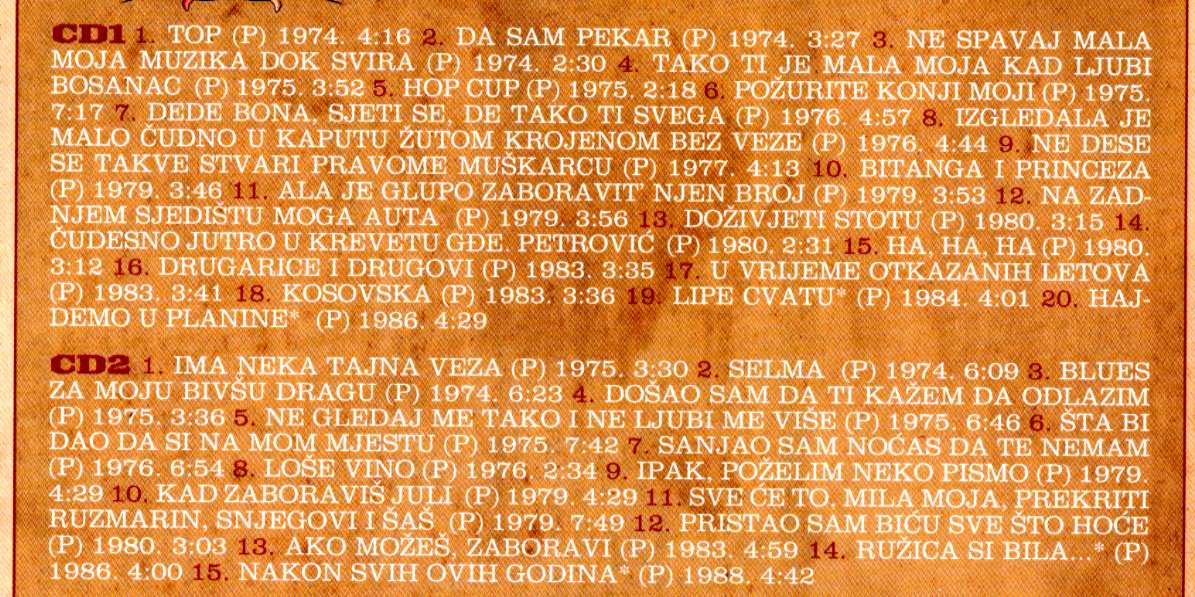 CD1 1. TOP (P) 1974. 4:16 2. DA SAM PEKAR (P) 1974. 3:27 3. NE SPAVAJ MALA
MOJA MUZIKA DOK SVIRA (P) 1974. 2:30 4. TAKO TI JE MALA MOJA KAD LJUBI
BOSANAC (P) 1975. 3:52 5. HOP CUP (P) 1975. 2:18 6. POŽURITE KONJI MOJI (P) 1975.
7:17 7. DEDE BONA, SJETI SE, DE TAKO TI SVEGA (P) 1976. 4:57 8. IZGLEDALA JE
MALO ČUDNO U KAPUTU ŽUTOM KROJENOM BEZ VEZE (P) 1976. 4:44 9. NE DESE
SE TAKVE STVARI PRAVOME MUŠKARCU (P) 1977. 4:13 10. BITANGA I PRINCEZA
(P) 1979. 3:46 11. ALA JE GLUPO ZABORAVIT' NJEN BROJ (P) 1979. 3:53 12. NA ZAD-
NJEM SJEDIŠTU MOGA AUTA (P) 1979. 3:56 13. DOŽIVJETI STOTU (P) 1980. 3:15 14.
ČUDESNO JUTRO U KREVETU GĐE. PETROVIĆ (P) 1980. 2:31 15. HA, HA, HA (P) 1980.
3:12 16. DRUGARICE I DRUGOVI (P) 1983. 3:35 17. U VRIJEME OTKAZANIH LETOVA
(P) 1983. 3:41 18. KOSOVSKA (P) 1983. 3:36 19. LIPE CVATU* (P) 1984. 4:01 20. HAJ-
DEMO U PLANINE* (P) 1986. 4:29
CD2 1. IMA NEKA TAJNA VEZA (P) 1975. 3:30 2. SELMA (P) 1974. 6:09 3. BLUES
ZA MOJU BIVŠU DRAGU (P) 1974. 6:23 4. DOŠAO SAM DA TI KAŽEM DA ODLAZIM
(P) 1975. 3:36 5. NE GLEDAJ ME TAKO I NE LJUBI ME VIŠE (P) 1975. 6:46 6. ŠTA BI
DAO DA SI NA MOM MJESTU (P) 1975. 7:42 7. SANJAO SAM NOĆAS DA TE NEMAM
(P) 1976. 6:54 8. LOŠE VINO (P) 1976. 2:34 9. IPAK, POŽELIM NEKO PISMO (P) 1979.
4:29 10. KAD ZABORAVIŠ JULI (P) 1979. 4:29 11. SVE ĆE TO, MILA MOJA, PREKRITI
RUZMARIN, SNJEGOVI I ŠAŠ (P) 1979. 7:49 12. PRISTAO SAM BIĆU SVE ŠTO HOĆE
(P) 1980. 3:03 13. AKO MOŽEŠ, ZABORAVI (P) 1983. 4:59 14. RUŽICA SI BILA...* (P)
1986. 4:00 15. NAKON SVIH OVIH GODINA* (P) 1988. 4:42